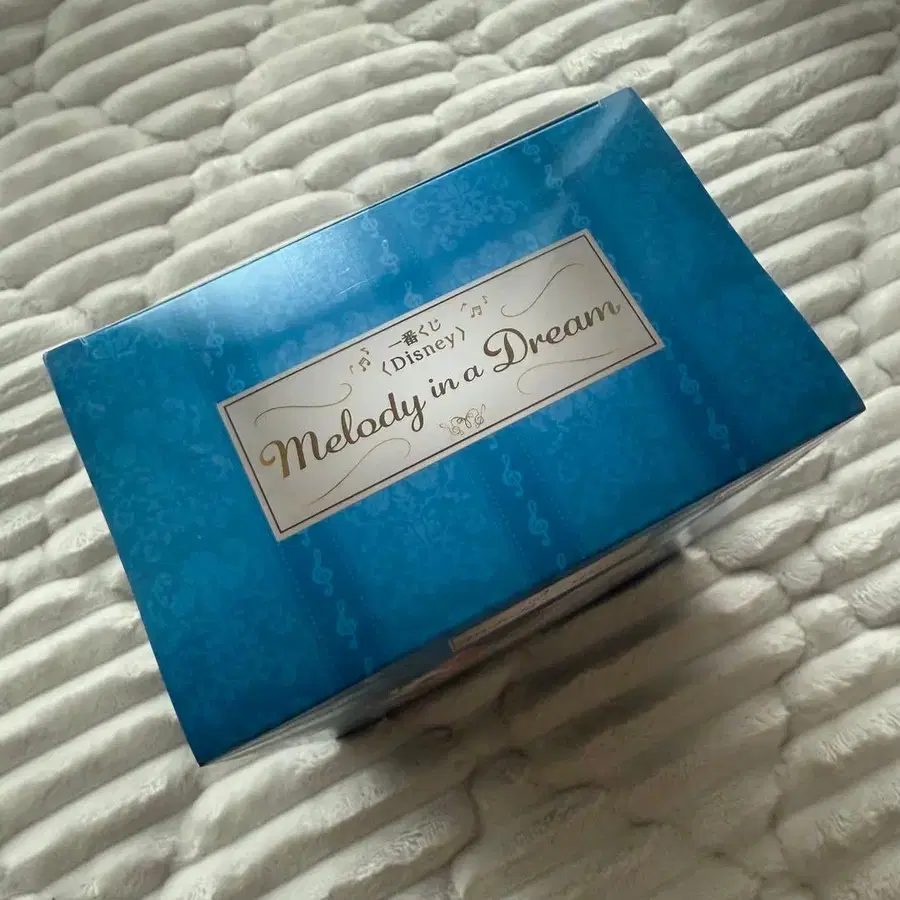 一番くじ
〈Disney〉
Melody in a Dream